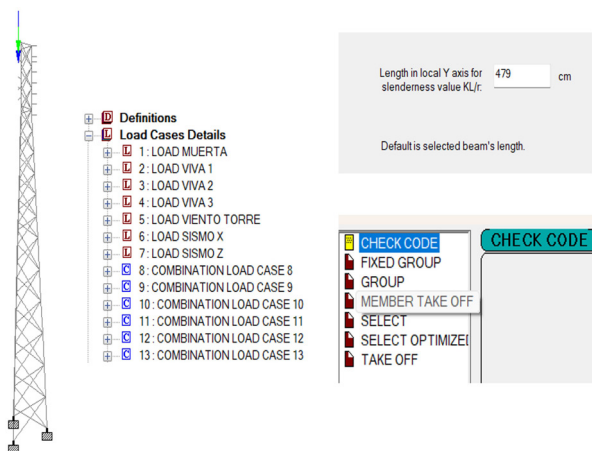 Definitions
Load Cases Details
1 : LOAD MUERTA
2 : LOAD VIVA 1
3 : LOAD VIVA 2
4 : LOAD VIVA 3
5 : LOAD VIENTO TORRE
6 : LOAD SISMO X
7 : LOAD SISMO Z
8 : COMBINATION LOAD CASE 8
9 : COMBINATION LOAD CASE 9
10 : COMBINATION LOAD CASE 10
11 : COMBINATION LOAD CASE 11
12 : COMBINATION LOAD CASE 12
13 : COMBINATION LOAD CASE 13
Length in local Y axis for
slenderness value KL/r:
479 cm
Default is selected beam's length.
CHECK CODE
FIXED GROUP
GROUP
MEMBER TAKE OFF
SELECT
SELECT OPTIMIZE
TAKE OFF
CHECK CODE